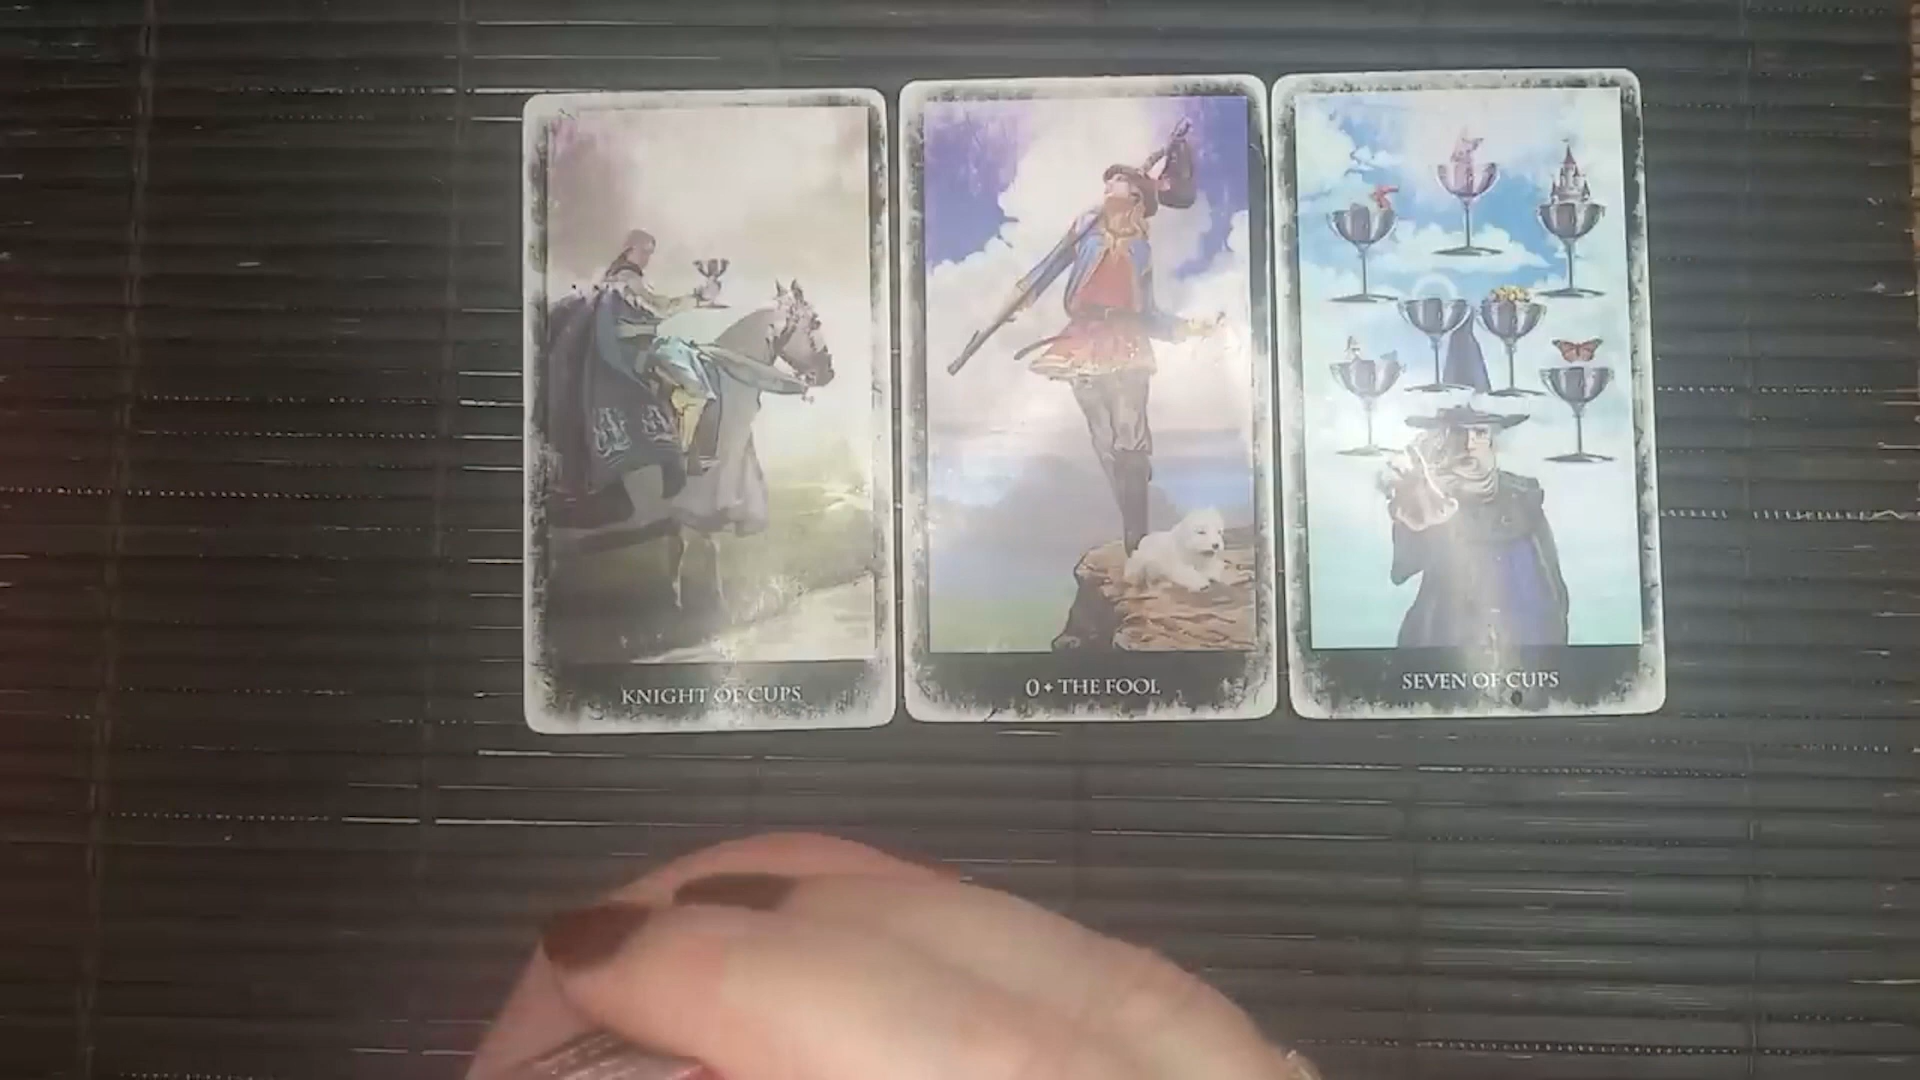 KNIGHT OF CUPS
0 + THE FOOL
SEVEN OF CUPS